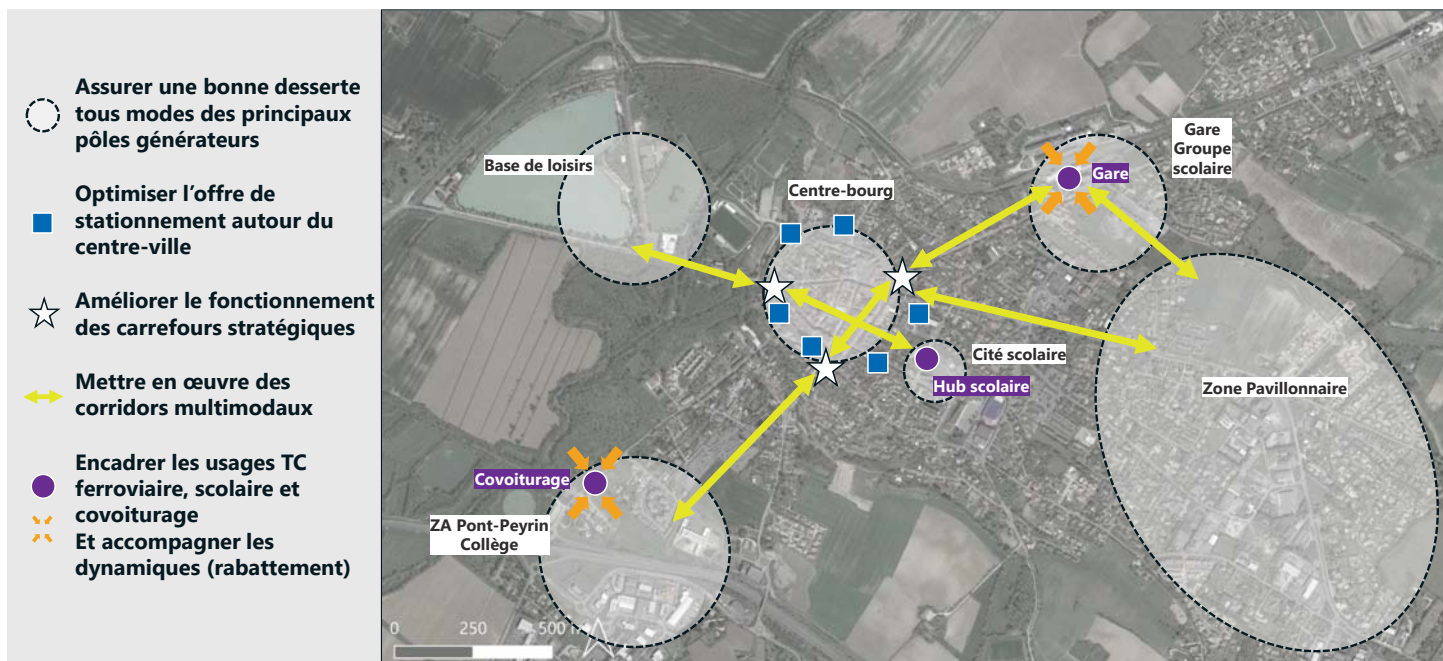 Assurer une bonne desserte
tous modes des principaux
pôles générateurs
Optimiser l’offre de
stationnement autour du
centre-ville
Améliorer le fonctionnement
des carrefours stratégiques
Mettre en œuvre des
corridors multimodaux
Encadrer les usages TC
ferroviaire, scolaire et
covoiturage
Et accompagner les
dynamiques (rabattement)
Base de loisirs
Centre-bourg
Gare
Gare
Groupe
scolaire
Cité scolaire
Hub scolaire
Zone Pavillonnaire
Covoiturage
ZA Pont-Peyrin
Collège
0 250 500 m